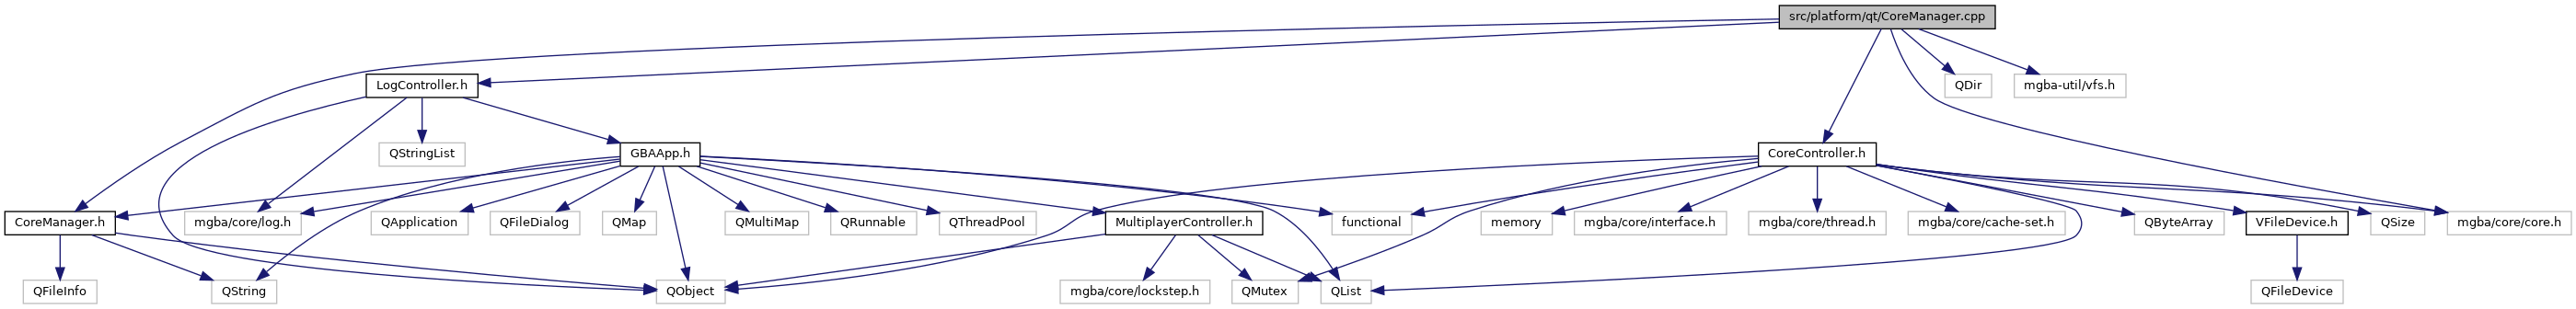 src/platform/qt/CoreManager.cpp
LogController.h
QDir
mgba-util/vfs.h
QStringList
GBAApp.h
CoreController.h
CoreManager.h
mgba/core/log.h
QApplication
QFileDialog
QMap
QMultiMap
QRunnable
QThreadPool
MultiplayerController.h
functional
memory
mgba/core/interface.h
mgba/core/thread.h
mgba/core/cache-set.h
QByteArray
VFileDevice.h
QSize
mgba/core/core.h
QFileInfo
QString
QObject
mgba/core/lockstep.h
QMutex
QList
QFileDevice